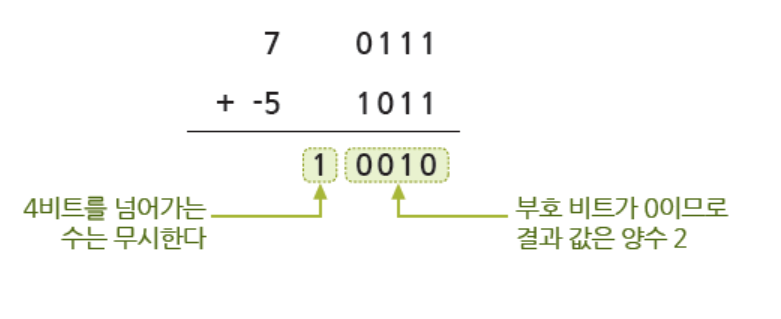 7 0111
+ -5 1011
1 0010
4비트를 넘어가는
수는 무시한다
부호 비트가 0이므로
결과 값은 양수 2